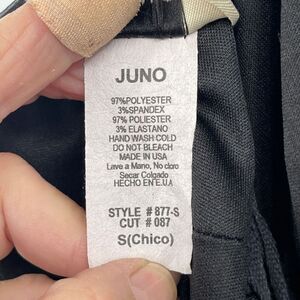 JUNO
97%POLYESTER
3%SPANDEX
97% POLIESTER
3% ELASTANO
HAND WASH COLD
DO NOT BLEACH
MADE IN USA
Lave a Mano, No cloro
Secar Colgado
HECHO EN E.U.A
STYLE # 877-S
CUT # 087
S(Chico)